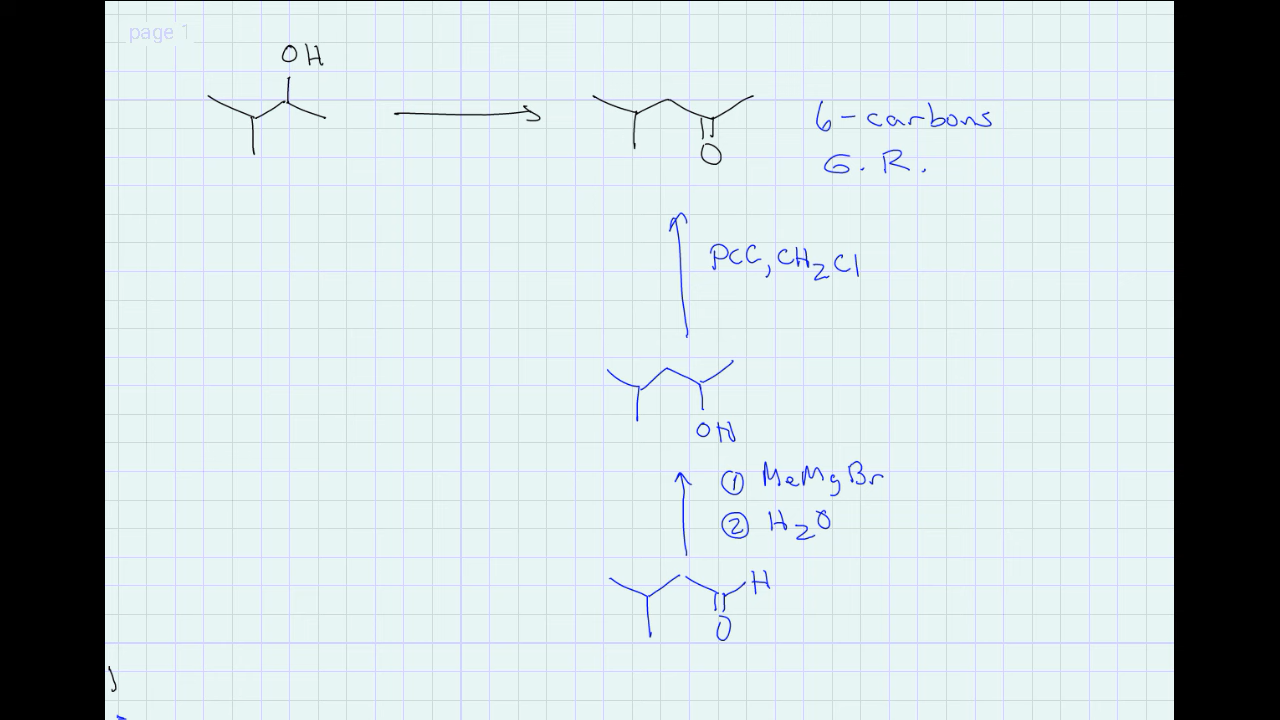 page 1
OH
6-carbons
O
G.R.
PCC, CH2Cl
OH
① MeMgBr
② H2O
H
O